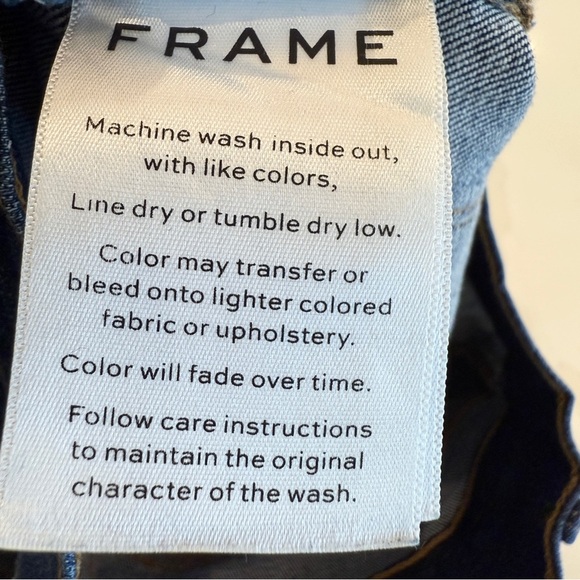 FRAME
Machine wash inside out,
with like colors,
Line dry or tumble dry low.
Color may transfer or
bleed onto lighter colored
fabric or upholstery.
Color will fade over time.
Follow care instructions
to maintain the original
character of the wash.